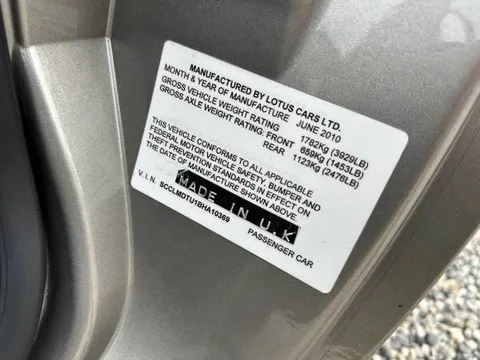 MANUFACTURED BY LOTUS CARS LTD.
MONTH & YEAR OF MANUFACTURE JUNE 2010
GROSS VEHICLE WEIGHT RATING 1782Kg (3929LB)
GROSS AXLE WEIGHT RATING: FRONT 659Kg (1453LB)
REAR 1123Kg (2476LB)
THIS VEHICLE CONFORMS TO ALL APPLICABLE
FEDERAL MOTOR VEHICLE SAFETY, BUMPER AND
THEFT PREVENTION STANDARDS IN EFFECT ON
THE DATE OF MANUFACTURE SHOWN ABOVE.
V.I.N. SCCLMDTU1BHA10369
MADE IN U.K
PASSENGER CAR